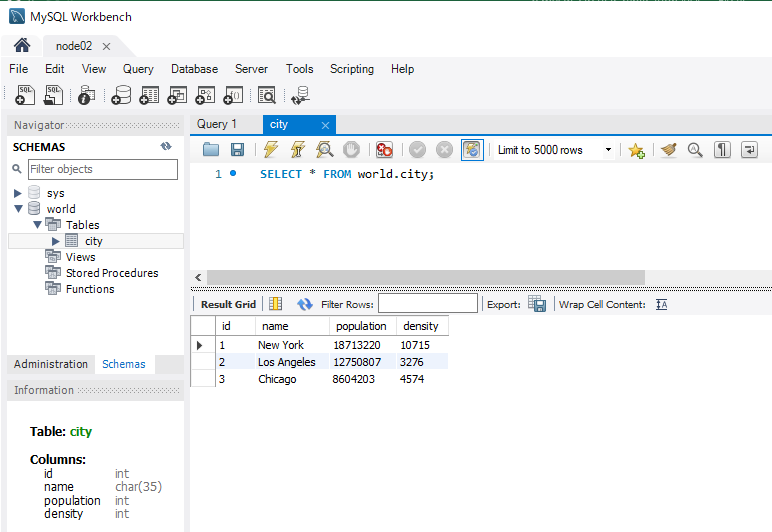 MySQL Workbench
node02
File Edit View Query Database Server Tools Scripting Help
SQL SQL
Navigator
SCHEMAS
Filter objects
sys
world
Tables
city
Views
Stored Procedures
Functions
Administration Schemas
Information
Table: city
Columns:
id int
name char(35)
population int
density int
Query 1 city
Limit to 5000 rows
1 SELECT * FROM world.city;
Result Grid Filter Rows: Export: Wrap Cell Content:
id name population density
1 New York 18713220 10715
2 Los Angeles 12750807 3276
3 Chicago 8604203 4574